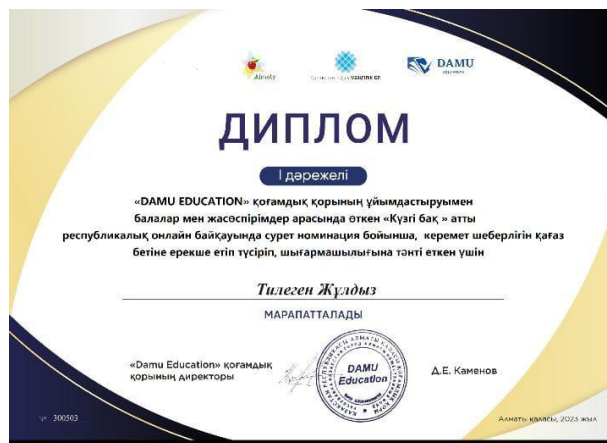 Almaty
DAMU
ДИПЛОМ
I дәрежелі
«DAMU EDUCATION» қоғамдық қорының ұйымдастыруымен
балалар мен жасөспірімдер арасында өткен «Күзгі бақ » атты
республикалық онлайн байқауында сурет номинация бойынша, керемет шеберлігін қағаз
бетіне ерекше етіп түсіріп, шығармашылығына тәнті еткен үшін
Тилеген Жұлдыз
МАРАПАТТАЛАДЫ
«Damu Education» қоғамдық
қорының директоры
DAMU
Education
Д.Е. Каменов
№ 300503
Алматы қаласы, 2023 жыл